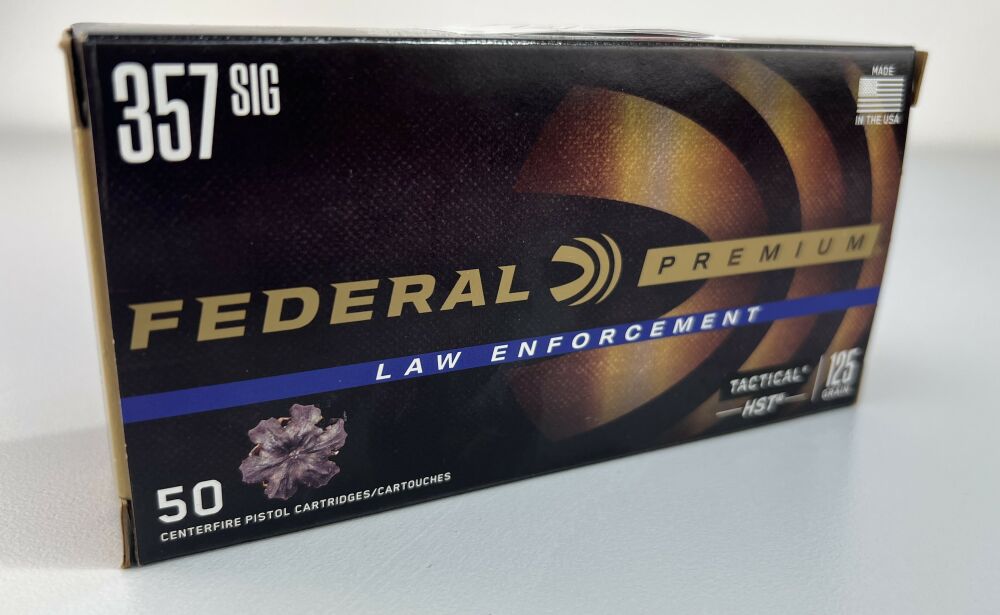 357 SIG
MADE
IN THE USA
FEDERAL PREMIUM
LAW ENFORCEMENT
TACTICAL®
HST®
125
GRAIN
50
CENTERFIRE PISTOL CARTRIDGES/CARTOUCHES